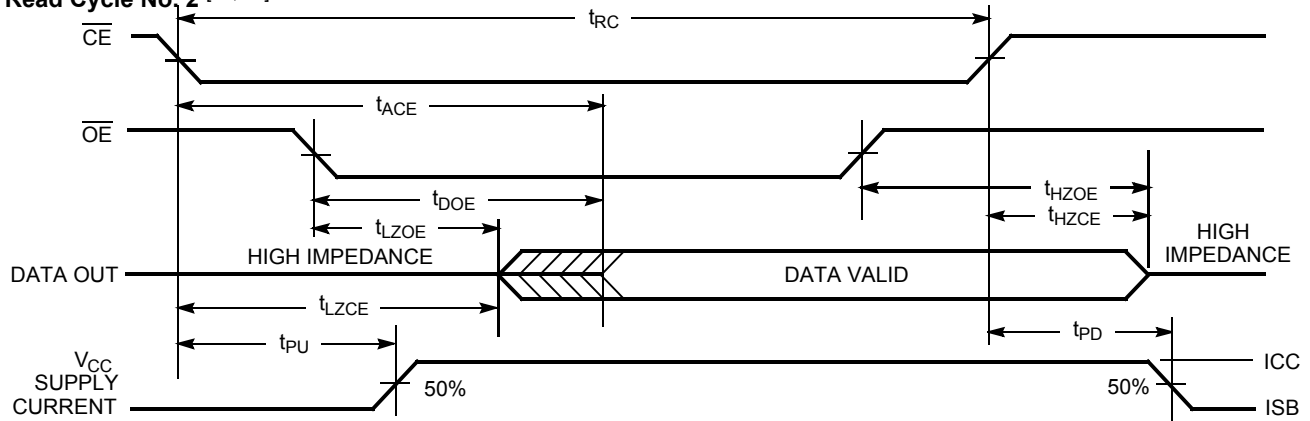 Read Cycle No. 2
tRC
CE
tACE
OE
tDOE
tHZOE
tLZOE
tHZCE
HIGH IMPEDANCE
HIGH
IMPEDANCE
DATA OUT
DATA VALID
tLZCE
tPU
tPD
VCC
SUPPLY
CURRENT
50%
50%
ICC
ISB